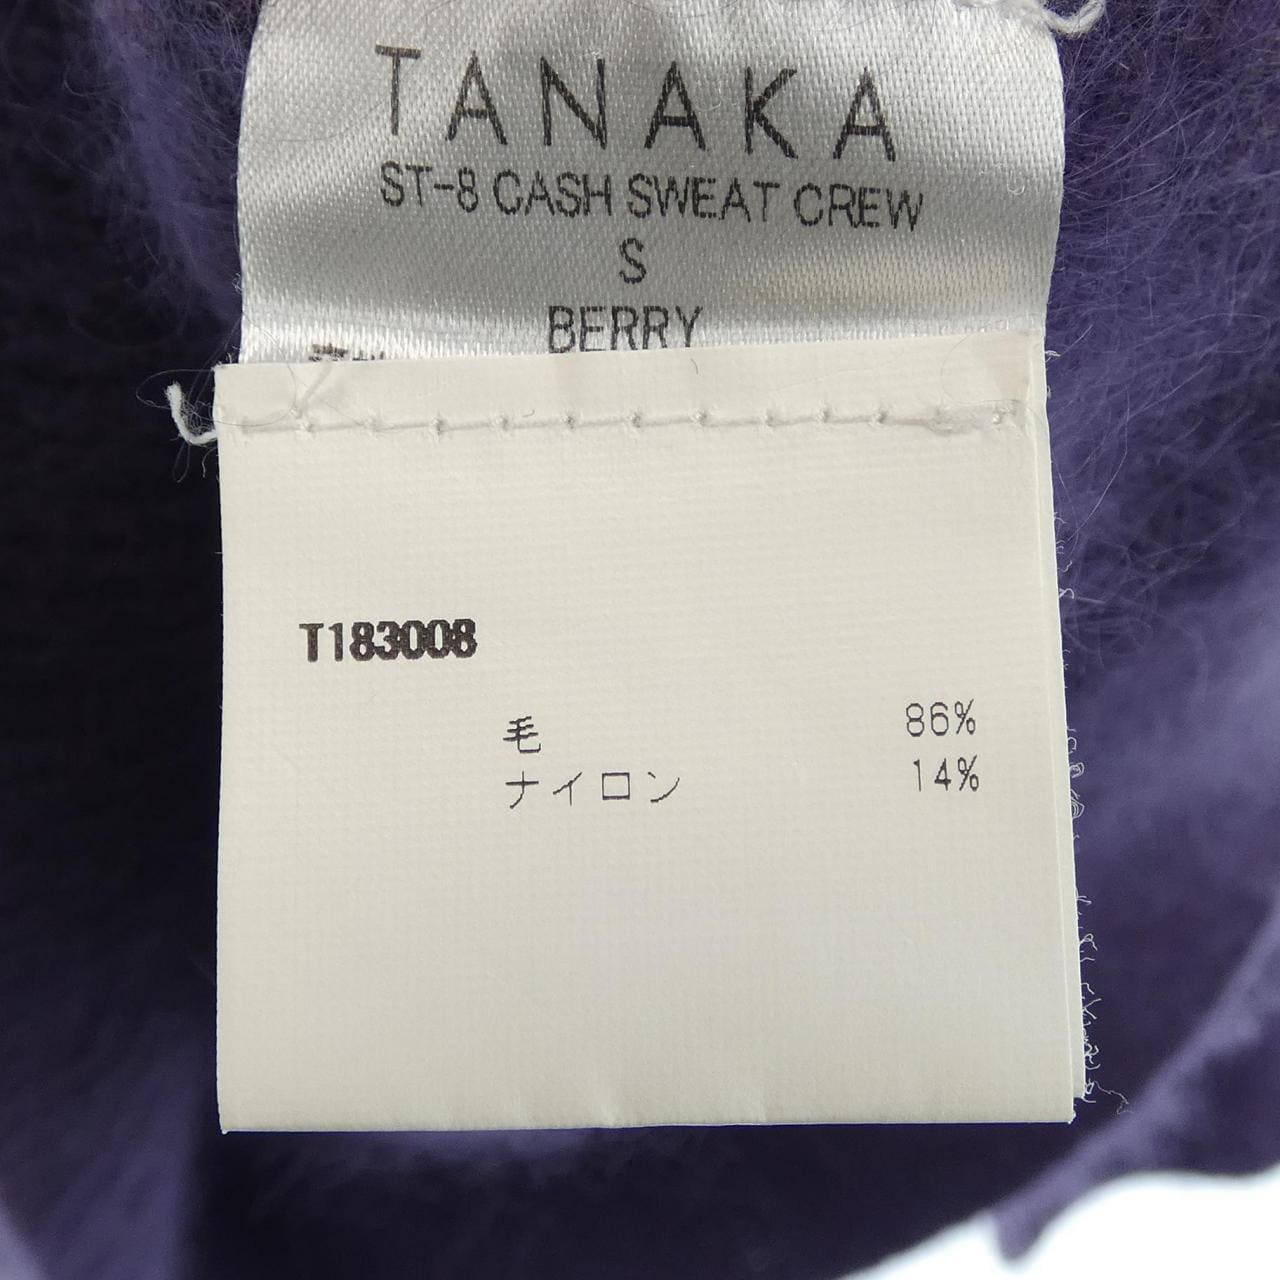 TANAKA
ST-8 CASH SWEAT CREW
S
BERRY
T183008
毛 86%
ナイロン 14%